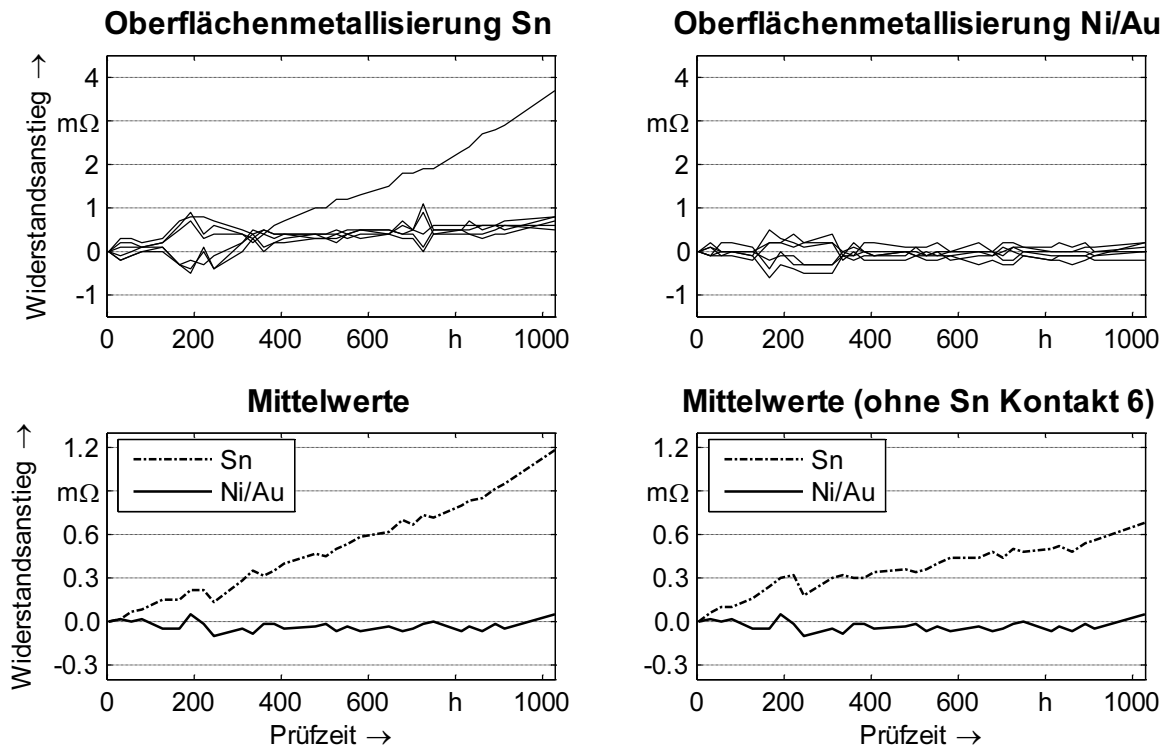 Oberflächenmetallisierung Sn
Widerstandsanstieg →
4
mΩ
2
1
0
-1
0 200 400 600 h 1000
Oberflächenmetallisierung Ni/Au
4
mΩ
2
1
0
-1
0 200 400 600 h 1000
Mittelwerte
Widerstandsanstieg →
1.2
mΩ
0.6
0.3
0.0
-0.3
Sn
Ni/Au
0 200 400 600 h 1000
Prüfzeit →
Mittelwerte (ohne Sn Kontakt 6)
1.2
mΩ
0.6
0.3
0.0
-0.3
Sn
Ni/Au
0 200 400 600 h 1000
Prüfzeit →